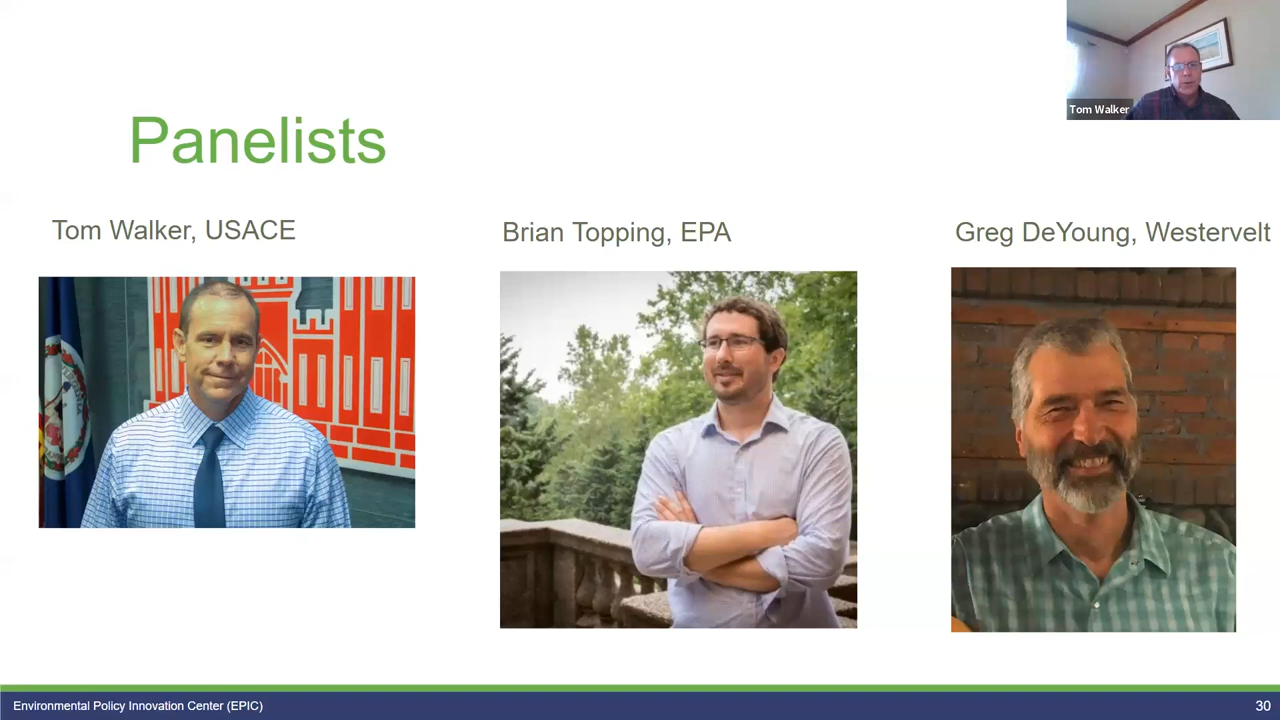 Tom Walker
Panelists
Tom Walker, USACE
Brian Topping, EPA
Greg DeYoung, Westervelt
Environmental Policy Innovation Center (EPIC)
30